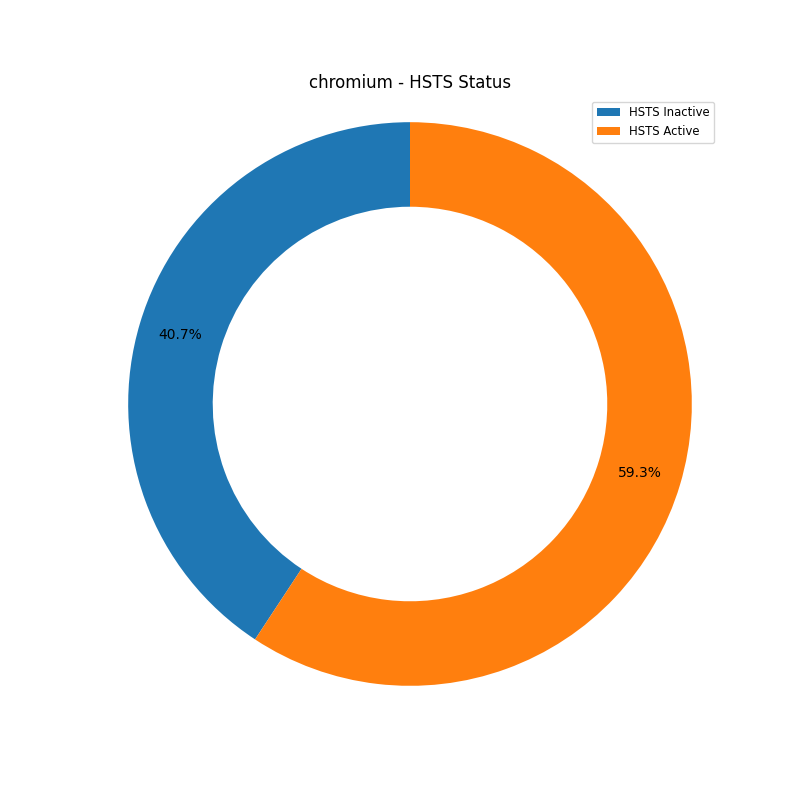 chromium - HSTS Status
HSTS Inactive
HSTS Active
40.7%
59.3%